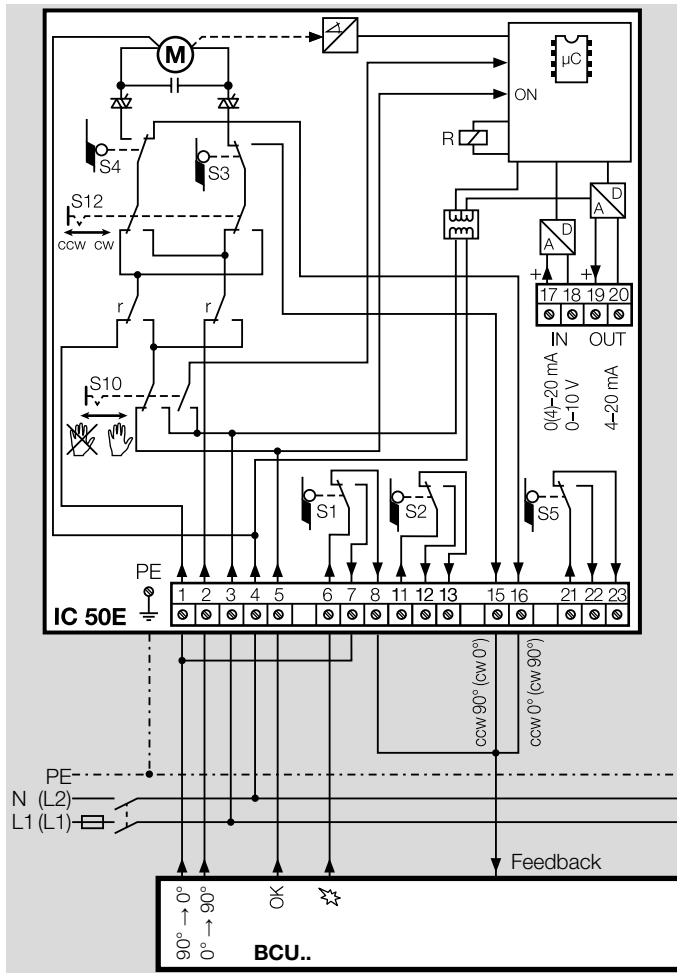 M
µC
ON
R
S4
S3
S12
ccw cw
D
A
D
A
+
+
17 18 19 20
IN OUT
0(4)–20 mA
0–10 V
4–20 mA
r
r
S10
S1
S2
S5
PE
1 2 3 4 5 6 7 8 11 12 13 15 16 21 22 23
IC 50E
ccw 90° (cw 0°)
ccw 0° (cw 90°)
PE
N (L2)
L1 (L1)
Feedback
90° → 0°
0° → 90°
OK
BCU..